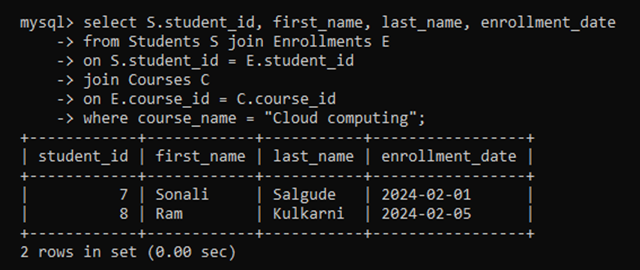 mysql> select S.student_id, first_name, last_name, enrollment_date
    -> from Students S join Enrollments E
    -> on S.student_id = E.student_id
    -> join Courses C
    -> on E.course_id = C.course_id
    -> where course_name = "Cloud computing";
+------------+------------+-----------+-----------------+
| student_id | first_name | last_name | enrollment_date |
+------------+------------+-----------+-----------------+
|          7 | Sonali     | Salgude   | 2024-02-01      |
|          8 | Ram        | Kulkarni  | 2024-02-05      |
+------------+------------+-----------+-----------------+
2 rows in set (0.00 sec)